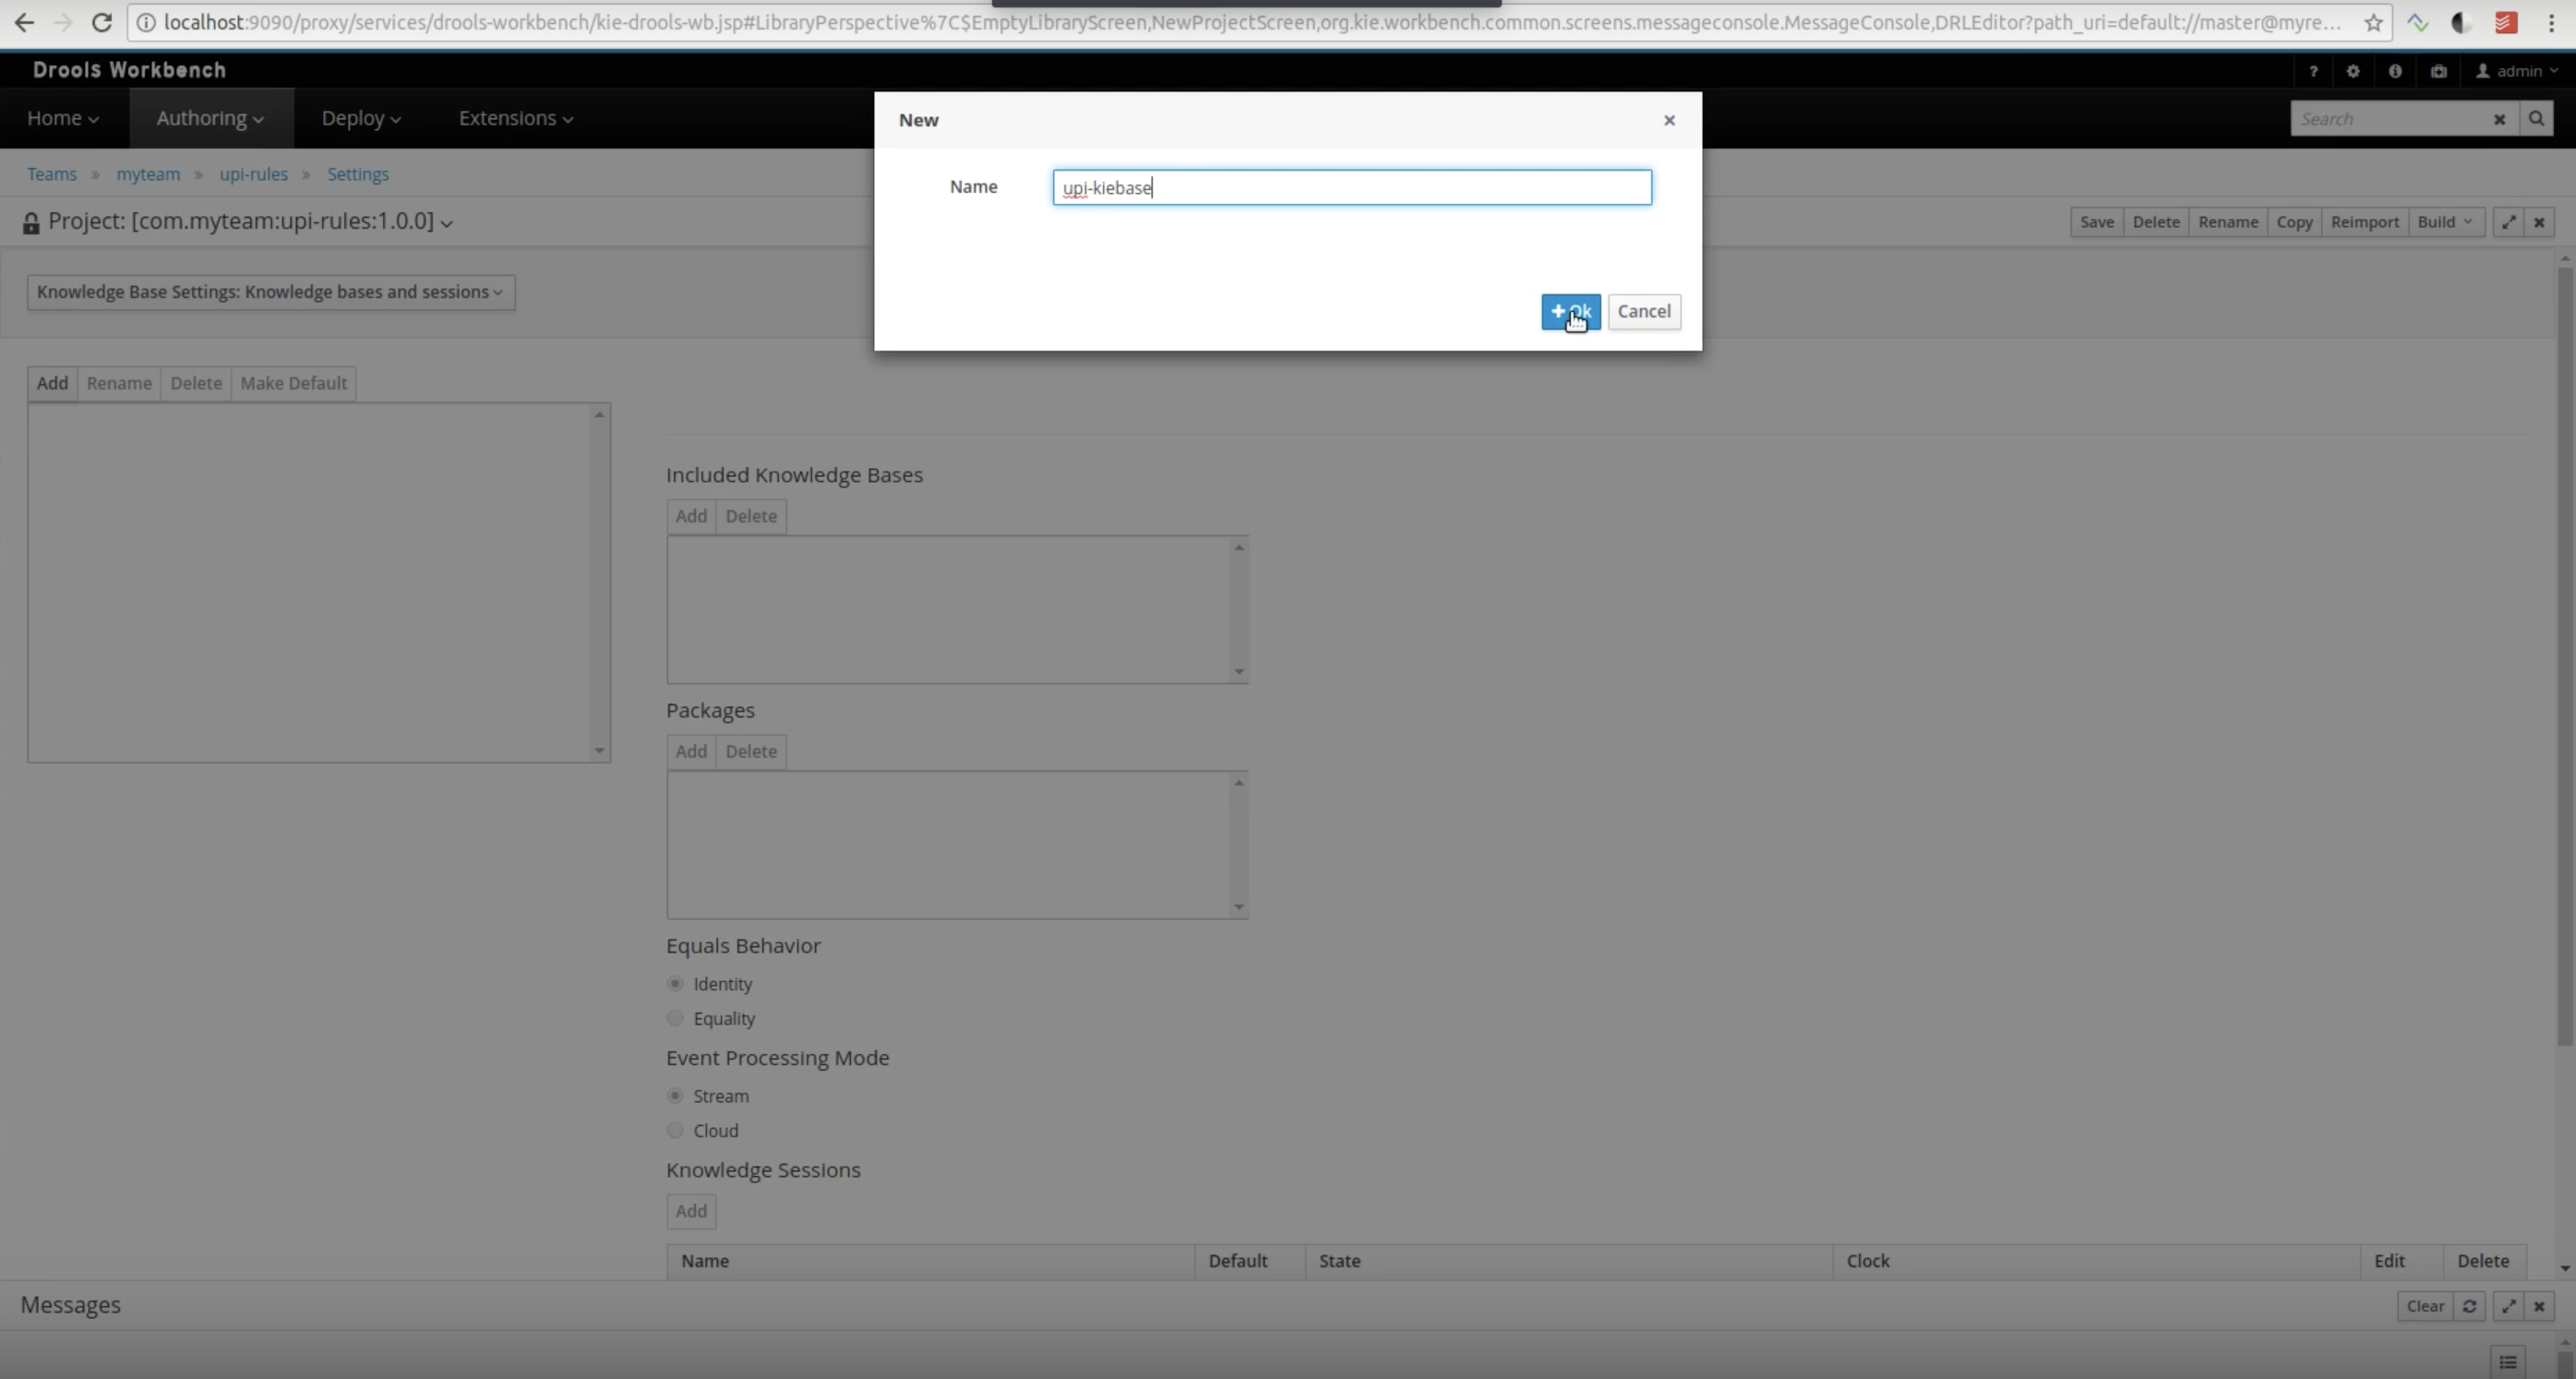 localhost:9090/proxy/services/drools-workbench/kie-drools-wb.jsp#LibraryPerspective%7C$EmptyLibraryScreen,NewProjectScreen,org.kie.workbench.common.screens.messageconsole.MessageConsole,DRLEditor?path_uri=default://master@myre...
Drools Workbench
? admin
Home Authoring Deploy Extensions
Search
New
Name upi-kiebase
Ok Cancel
Teams » myteam » upi-rules » Settings
Project: [com.myteam:upi-rules:1.0.0]
Save Delete Rename Copy Reimport Build
Knowledge Base Settings: Knowledge bases and sessions
Add Rename Delete Make Default
Included Knowledge Bases
Add Delete
Packages
Add Delete
Equals Behavior
Identity
Equality
Event Processing Mode
Stream
Cloud
Knowledge Sessions
Add
Name Default State Clock Edit Delete
Messages
Clear